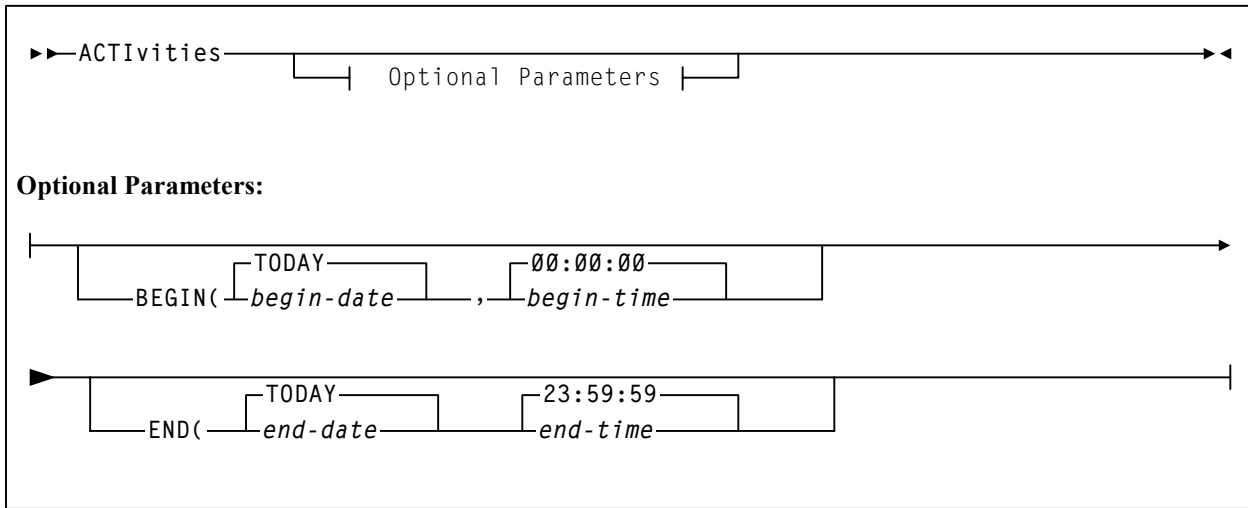 ACTIvities
Optional Parameters
Optional Parameters:
TODAY 00:00:00
BEGIN( begin-date , begin-time
TODAY 23:59:59
END( end-date end-time